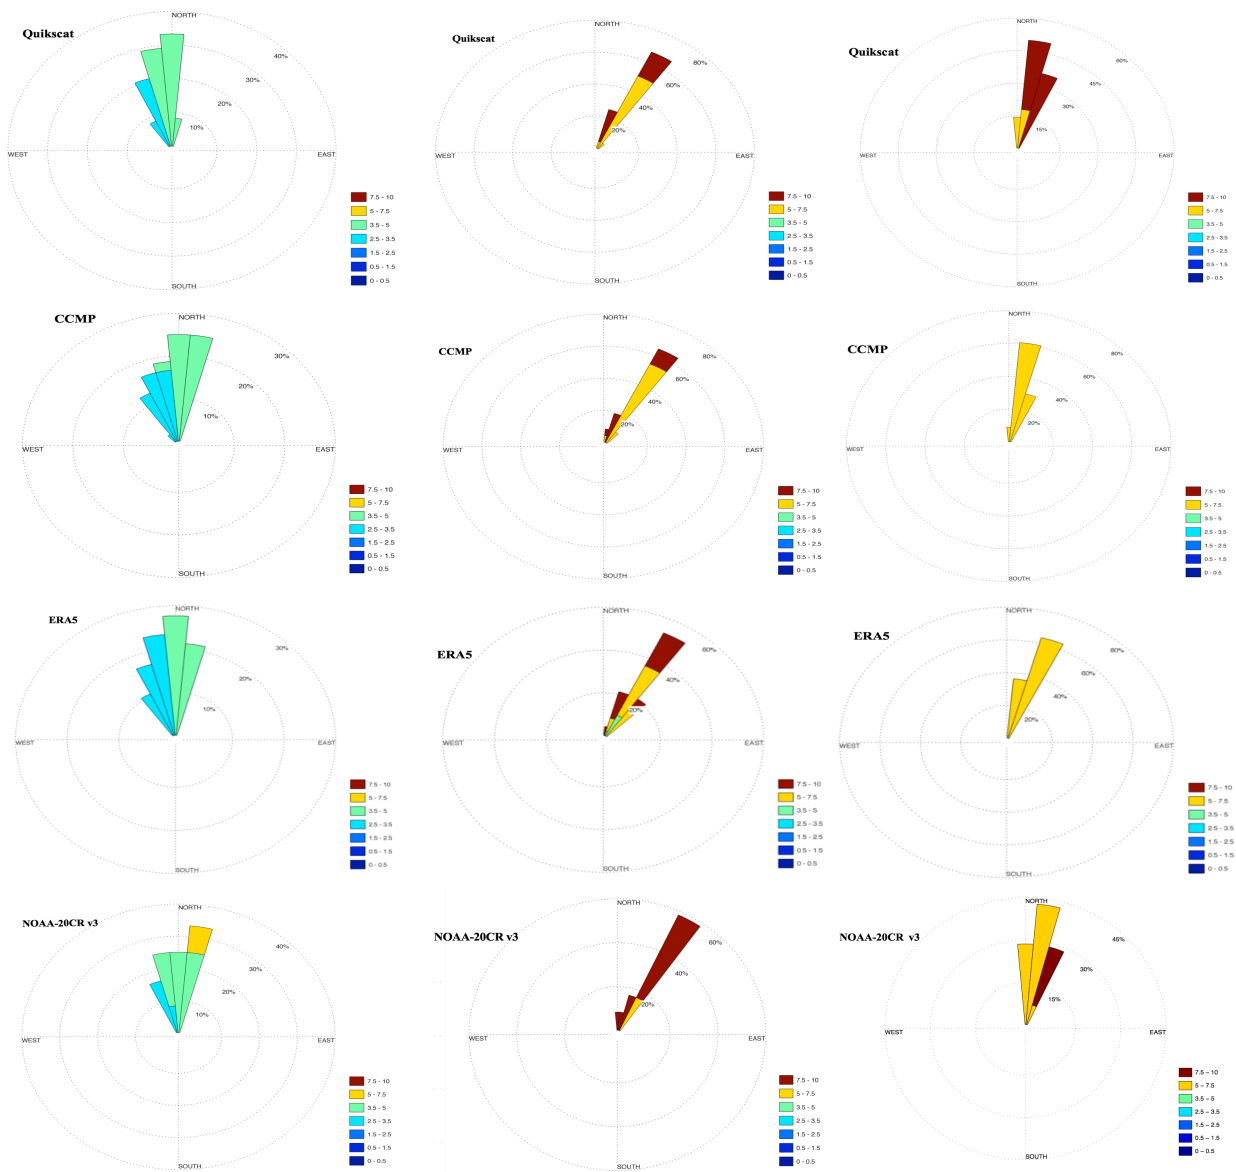 NORTH
Quikscat
40%
30%
20%
10%
WEST
EAST
SOUTH
7.5 - 10
5 - 7.5
3.5 - 5
2.5 - 3.5
1.5 - 2.5
0.5 - 1.5
0 - 0.5
NORTH
Quikscat
80%
60%
40%
20%
WEST
EAST
SOUTH
7.5 - 10
5 - 7.5
3.5 - 5
2.5 - 3.5
1.5 - 2.5
0.5 - 1.5
0 - 0.5
NORTH
Quikscat
60%
45%
30%
15%
WEST
EAST
SOUTH
7.5 - 10
5 - 7.5
3.5 - 5
2.5 - 3.5
1.5 - 2.5
0.5 - 1.5
0 - 0.5
NORTH
CCMP
30%
20%
10%
WEST
EAST
SOUTH
7.5 - 10
5 - 7.5
3.5 - 5
2.5 - 3.5
1.5 - 2.5
0.5 - 1.5
0 - 0.5
NORTH
CCMP
80%
60%
40%
20%
WEST
EAST
SOUTH
7.5 - 10
5 - 7.5
3.5 - 5
2.5 - 3.5
1.5 - 2.5
0.5 - 1.5
0 - 0.5
NORTH
CCMP
80%
60%
40%
20%
WEST
EAST
SOUTH
7.5 - 10
5 - 7.5
3.5 - 5
2.5 - 3.5
1.5 - 2.5
0.5 - 1.5
0 - 0.5
NORTH
ERA5
30%
20%
10%
WEST
EAST
SOUTH
7.5 - 10
5 - 7.5
3.5 - 5
2.5 - 3.5
1.5 - 2.5
0.5 - 1.5
0 - 0.5
NORTH
ERA5
60%
40%
20%
WEST
EAST
SOUTH
7.5 - 10
5 - 7.5
3.5 - 5
2.5 - 3.5
1.5 - 2.5
0.5 - 1.5
0 - 0.5
NORTH
ERA5
80%
60%
40%
20%
WEST
EAST
SOUTH
7.5 - 10
5 - 7.5
3.5 - 5
2.5 - 3.5
1.5 - 2.5
0.5 - 1.5
0 - 0.5
NORTH
NOAA-20CR v3
40%
30%
20%
10%
WEST
EAST
SOUTH
7.5 - 10
5 - 7.5
3.5 - 5
2.5 - 3.5
1.5 - 2.5
0.5 - 1.5
0 - 0.5
NORTH
NOAA-20CR v3
60%
40%
20%
WEST
EAST
SOUTH
7.5 - 10
5 - 7.5
3.5 - 5
2.5 - 3.5
1.5 - 2.5
0.5 - 1.5
0 - 0.5
NORTH
NOAA-20CR v3
45%
30%
15%
WEST
EAST
SOUTH
7.5 – 10
5 – 7.5
3.5 – 5
2.5 – 3.5
1.5 – 2.5
0.5 – 1.5
0 – 0.5